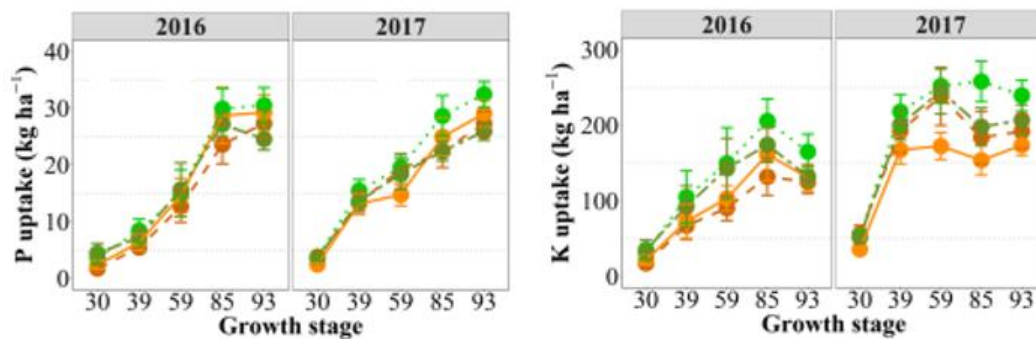 2016 2017
P uptake (kg ha⁻¹)
40
30
20
10
0
30 39 59 85 93 30 39 59 85 93
Growth stage
2016 2017
K uptake (kg ha⁻¹)
300
200
100
0
30 39 59 85 93 30 39 59 85 93
Growth stage